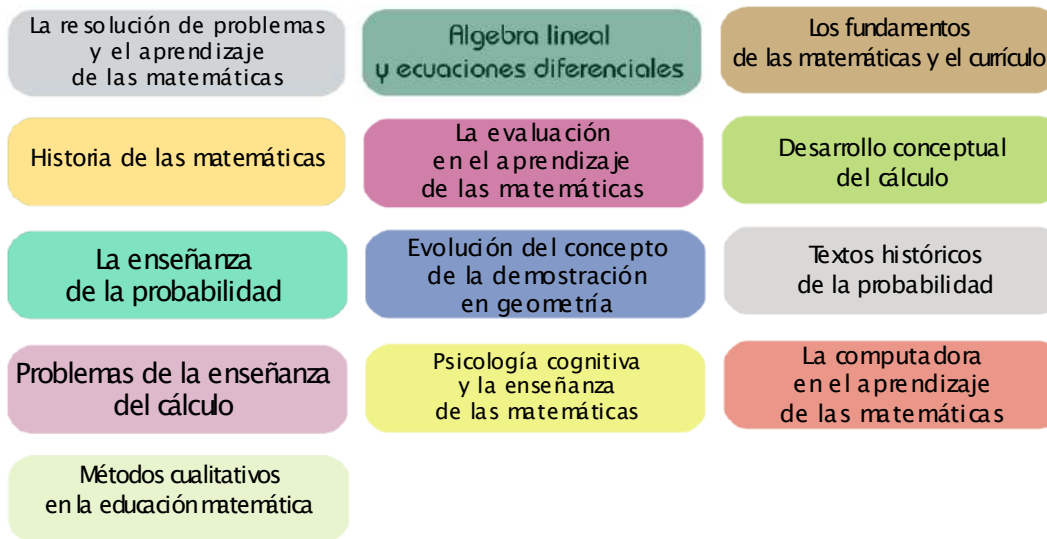 La resolución de problemas
y el aprendizaje
de las matemáticas
Algebra lineal
y ecuaciones diferenciales
Los fundamentos
de las matemáticas y el currículo
Historia de las matemáticas
La evaluación
en el aprendizaje
de las matemáticas
Desarrollo conceptual
del cálculo
La enseñanza
de la probabilidad
Evolución del concepto
de la demostración
en geometría
Textos históricos
de la probabilidad
Problemas de la enseñanza
del cálculo
Psicología cognitiva
y la enseñanza
de las matemáticas
La computadora
en el aprendizaje
de las matemáticas
Métodos cualitativos
en la educación matemática